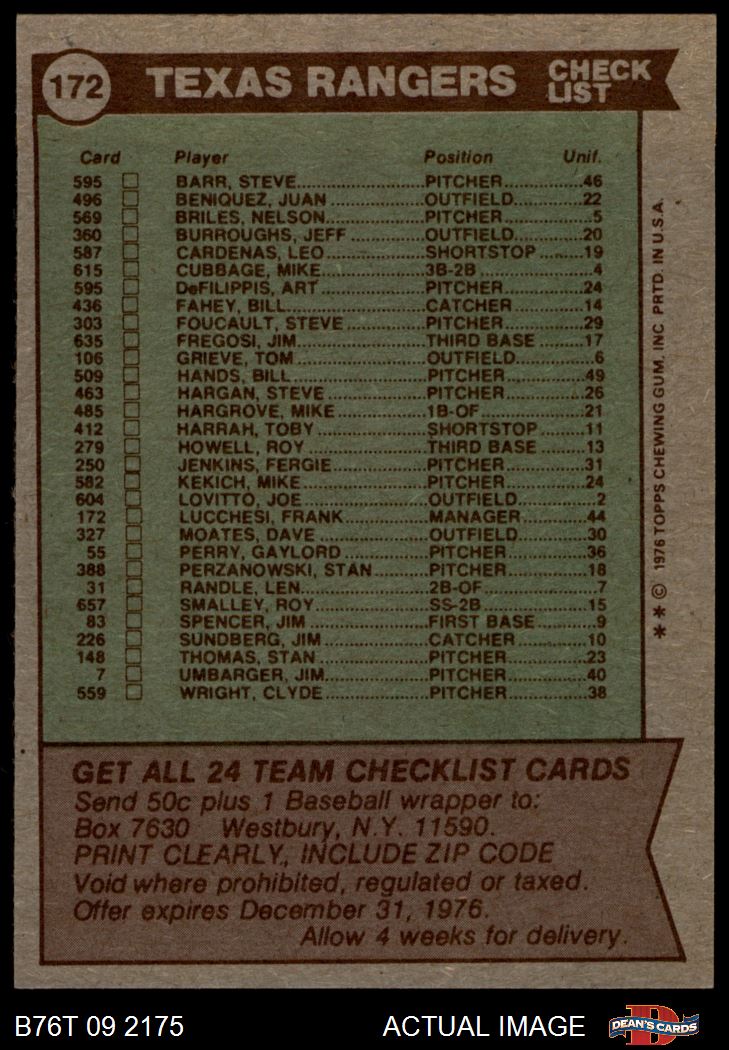 172 TEXAS RANGERS CHECK LIST
Card Player Position Unif.
595 BARR, STEVE..........PITCHER..........46
496 BENIQUEZ, JUAN..........OUTFIELD..........22
569 BRILES, NELSON..........PITCHER..........5
360 BURROUGHS, JEFF..........OUTFIELD..........20
587 CARDENAS, LEO..........SHORTSTOP..........19
615 CUBBAGE, MIKE..........3B-2B..........4
595 DeFILIPPIS, ART..........PITCHER..........24
436 FAHEY, BILL..........CATCHER..........14
303 FOUCAULT, STEVE..........PITCHER..........29
635 FREGOSI, JIM..........THIRD BASE..........17
106 GRIEVE, TOM..........OUTFIELD..........6
509 HANDS, BILL..........PITCHER..........49
463 HARGAN, STEVE..........PITCHER..........26
485 HARGROVE, MIKE..........1B-OF..........21
412 HARRAH, TOBY..........SHORTSTOP..........11
279 HOWELL, ROY..........THIRD BASE..........13
250 JENKINS, FERGIE..........PITCHER..........31
582 KEKICH, MIKE..........PITCHER..........24
604 LOVITTO, JOE..........OUTFIELD..........2
172 LUCCHESI, FRANK..........MANAGER..........44
327 MOATES, DAVE..........OUTFIELD..........30
55 PERRY, GAYLORD..........PITCHER..........36
388 PERZANOWSKI, STAN..........PITCHER..........18
31 RANDLE, LEN..........2B-OF..........7
657 SMALLEY, ROY..........SS-2B..........15
83 SPENCER, JIM..........FIRST BASE..........9
226 SUNDBERG, JIM..........CATCHER..........10
148 THOMAS, STAN..........PITCHER..........23
7 UMBARGER, JIM..........PITCHER..........40
559 WRIGHT, CLYDE..........PITCHER..........38
**© 1976 TOPPS CHEWING GUM, INC. PRTD. IN U.S.A.
GET ALL 24 TEAM CHECKLIST CARDS
Send 50c plus 1 Baseball wrapper to:
Box 7630 Westbury, N.Y. 11590.
PRINT CLEARLY, INCLUDE ZIP CODE
Void where prohibited, regulated or taxed.
Offer expires December 31, 1976.
Allow 4 weeks for delivery.
B76T 09 2175 ACTUAL IMAGE
D
DEAN'S CARDS